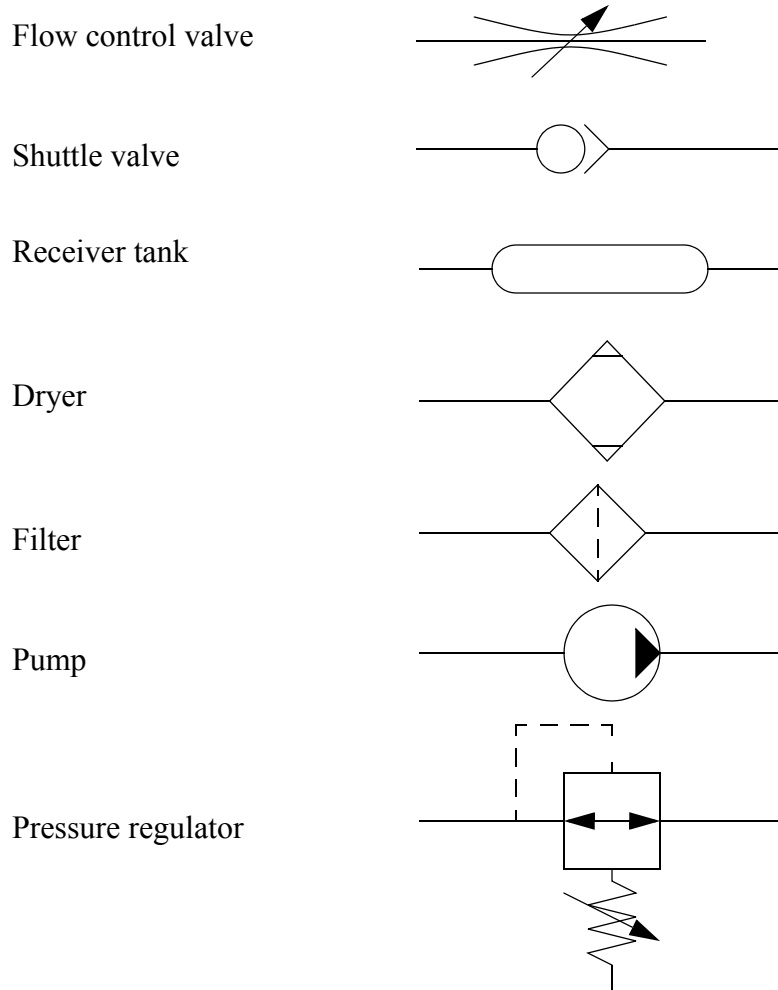 Flow control valve
Shuttle valve
Receiver tank
Dryer
Filter
Pump
Pressure regulator